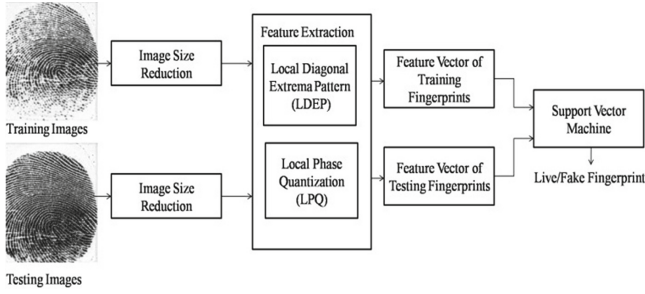 Training Images
Image Size
Reduction
Feature Extraction
Local Diagonal
Extrema Pattern
(LDEP)
Feature Vector of
Training
Fingerprints
Support Vector
Machine
Live/Fake Fingerprint
Testing Images
Image Size
Reduction
Local Phase
Quantization
(LPQ)
Feature Vector of
Testing Fingerprints